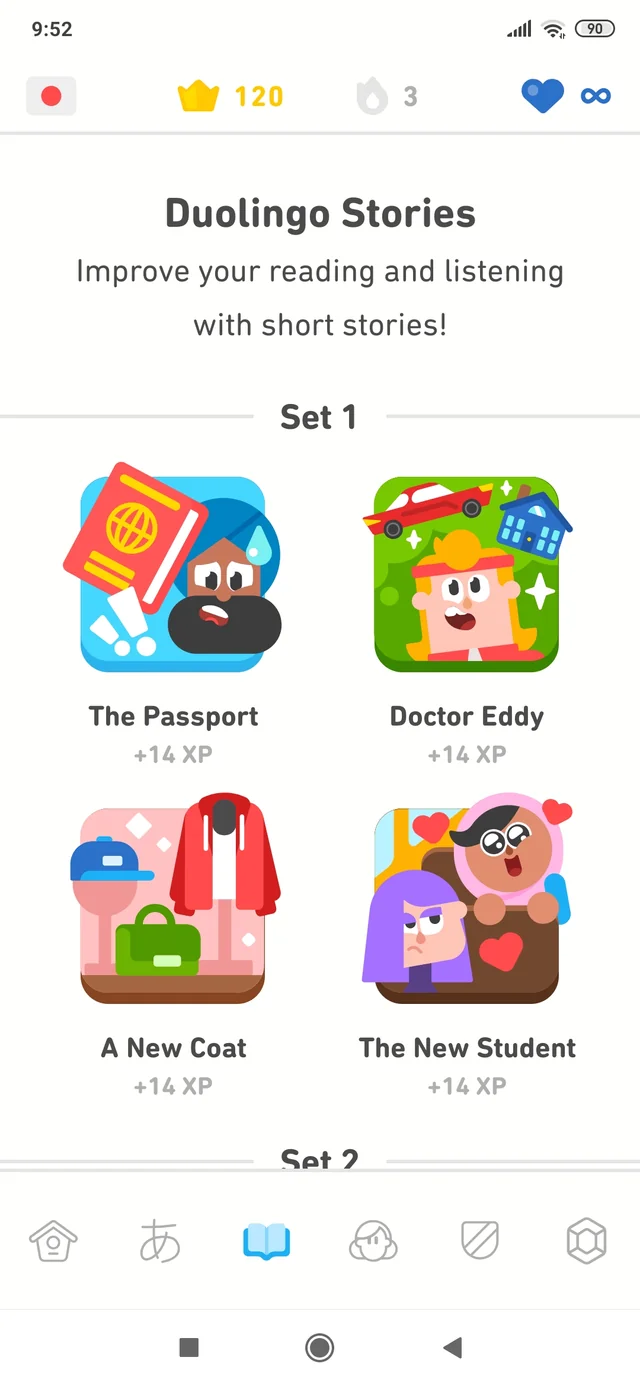 9:52
90
120
3
∞
Duolingo Stories
Improve your reading and listening
with short stories!
Set 1
The Passport
Doctor Eddy
+14 XP
+14 XP
A New Coat
The New Student
+14 XP
+14 XP
Set 2
あ